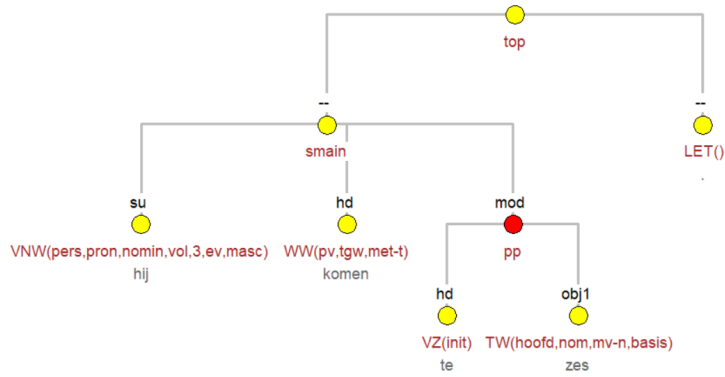 top
-- --
smain LET()
.
su hd mod
VNW(pers,pron,nomin,vol,3,ev,masc) WW(pv,tgw,met-t) pp
hij komen
hd obj1
VZ(init) TW(hoofd,nom,mv-n,basis)
te zes